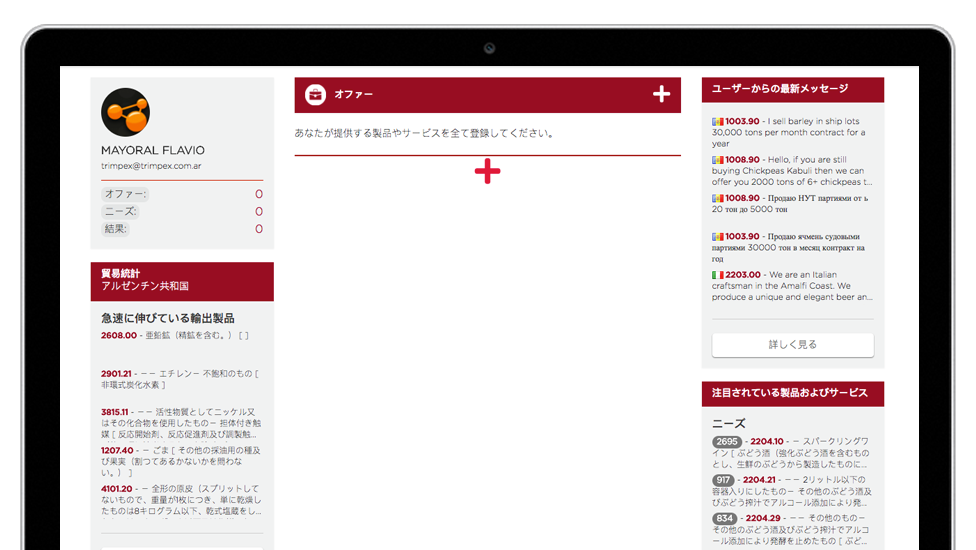 MAYORAL FLAVIO
trimpex@trimpex.com.ar
オファー: 0
ニーズ: 0
結果: 0
貿易統計
アルゼンチン共和国
急速に伸びている輸出製品
2608.00 - 亜鉛鉱（精鉱を含む。） [ ]
2901.21 - －－ エチレン－ 不飽和のもの [
非環式炭化水素 ]
3815.11 - －－ 活性物質としてニッケル又
はその化合物を使用したもの－ 担体付き触
媒 [ 反応開始剤、反応促進剤及び調製触...
1207.40 - － ごま [ その他の採油用の種及
び果実（割つてあるかないかを問わな
い。） ]
4101.20 - － 全形の原皮（スプリットして
ないもので、重量が1枚につき、単に乾燥し
たものは8キログラム以下、乾式塩蔵をし...
オファー
あなたが提供する製品やサービスを全て登録してください。
ユーザーからの最新メッセージ
1003.90 - I sell barley in ship lots
30,000 tons per month contract for a
year
1008.90 - Hello, if you are still
buying Chickpeas Kabuli then we can
offer you 2000 tons of 6+ chickpeas t...
1008.90 - Продаю НУТ партиями от ь
20 тон до 5000 тон
1003.90 - Продаю ячмень судовыми
партиями 30000 тон в месяц контракт на
год
2203.00 - We are an Italian
craftsman in the Amalfi Coast. We
produce a unique and elegant beer an...
詳しく見る
注目されている製品およびサービス
ニーズ
2695 - 2204.10 - － スパークリングワ
イン [ ぶどう酒（強化ぶどう酒を含むもの
とし、生鮮のぶどうから製造したものに...
917 - 2204.21 - －－ 2リットル以下の
容器入りにしたもの－ その他のぶどう酒及
びぶどう搾汁でアルコール添加により発...
834 - 2204.29 - －－ その他のもの－
その他のぶどう酒及びぶどう搾汁でアルコ
ール添加により発酵を止めたもの [ ぶど...